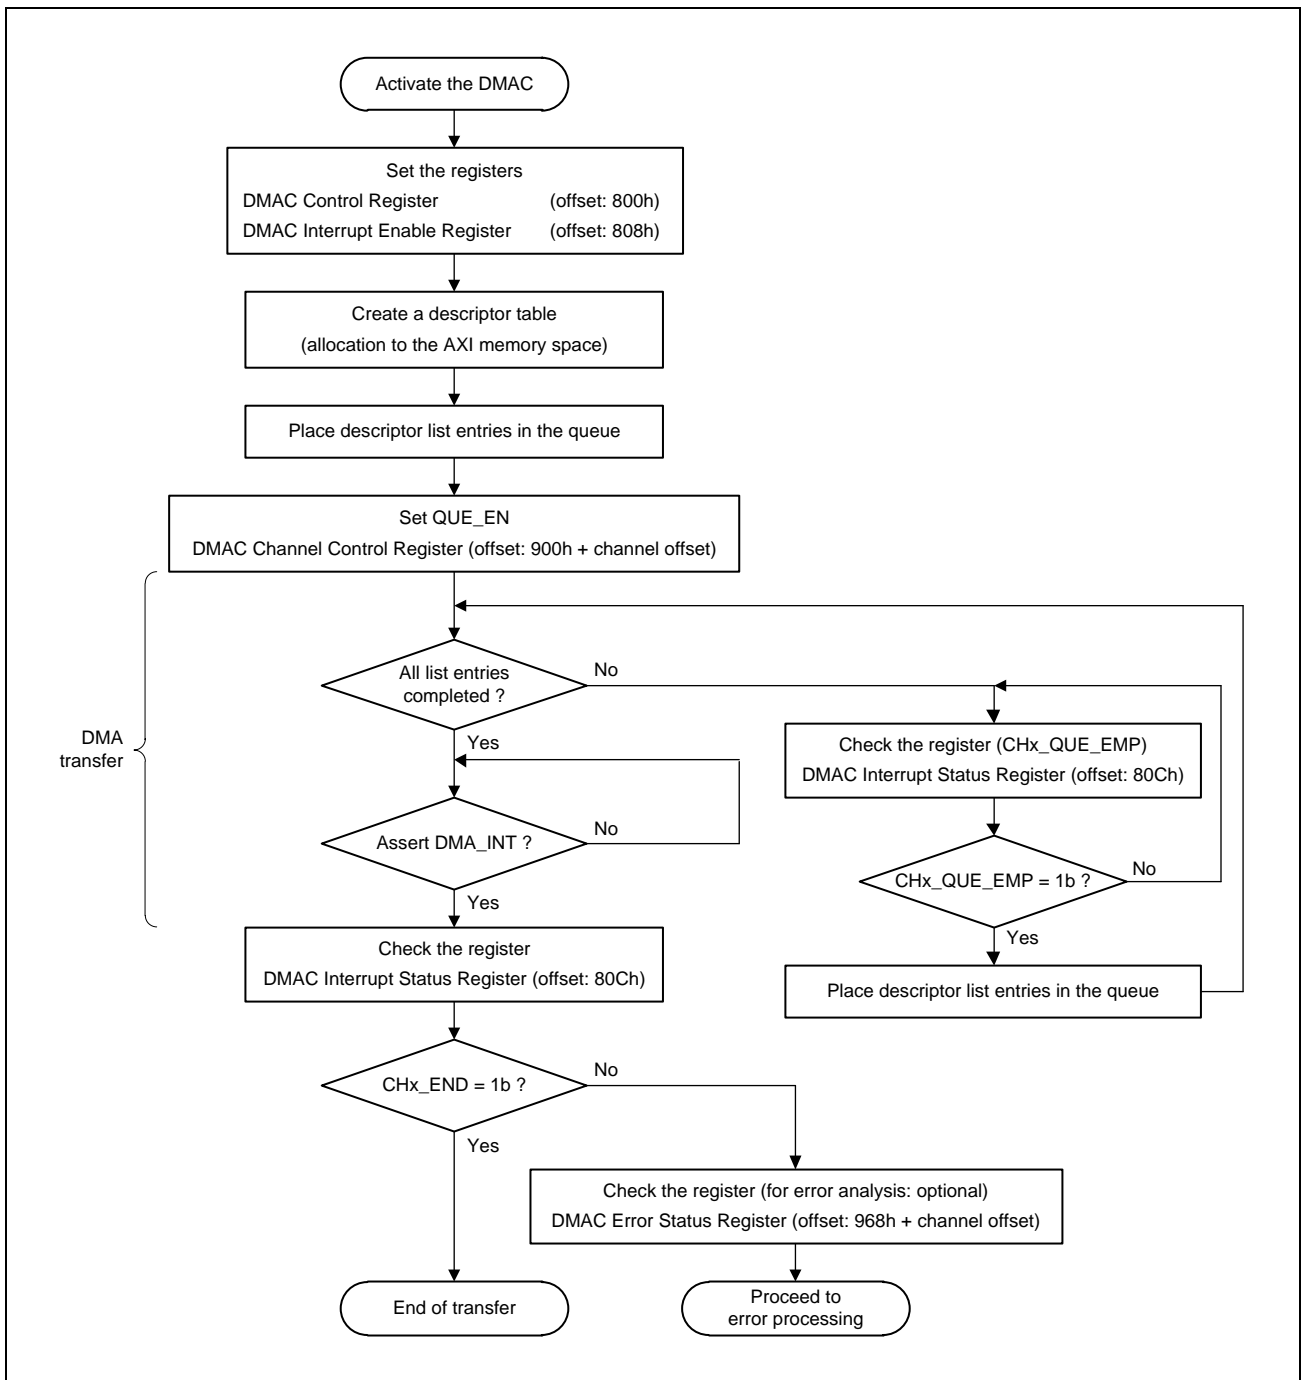 Activate the DMAC
Set the registers
DMAC Control Register (offset: 800h)
DMAC Interrupt Enable Register (offset: 808h)
Create a descriptor table
(allocation to the AXI memory space)
Place descriptor list entries in the queue
Set QUE_EN
DMAC Channel Control Register (offset: 900h + channel offset)
DMA
transfer
All list entries
completed ?
No
Yes
Check the register (CHx_QUE_EMP)
DMAC Interrupt Status Register (offset: 80Ch)
Assert DMA_INT ?
No
Yes
CHx_QUE_EMP = 1b ?
No
Yes
Place descriptor list entries in the queue
Check the register
DMAC Interrupt Status Register (offset: 80Ch)
CHx_END = 1b ?
No
Yes
Check the register (for error analysis: optional)
DMAC Error Status Register (offset: 968h + channel offset)
End of transfer
Proceed to
error processing